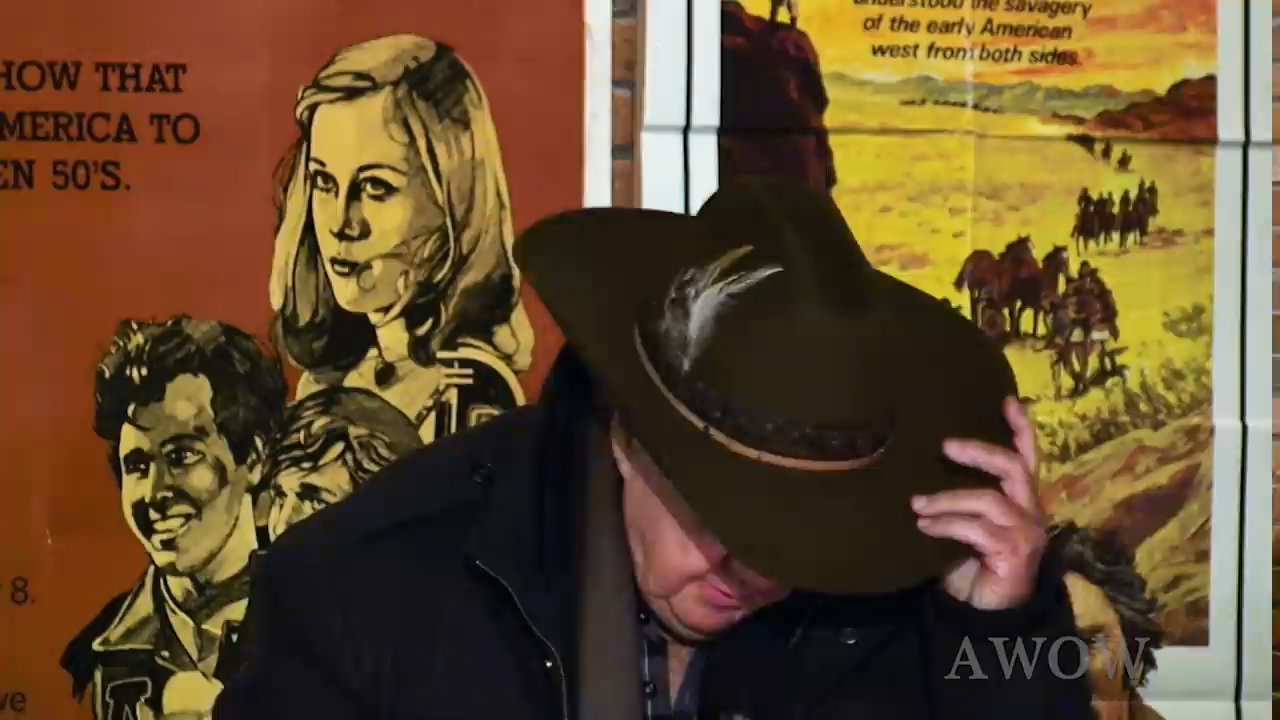 HOW THAT
MERICA TO
EN 50'S.
8.
ve
understood the savagery
of the early American
west from both sides.
AWOW